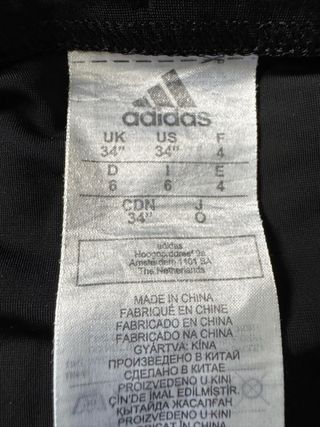 adidas
UK US F
34" 34" 4
D I E
6 6 4
CDN J
34" O
adidas
Hoogoorddreef 9a
Amsterdam 1101 BA
The Netherlands
MADE IN CHINA
FABRIQUÉ EN CHINE
FABRICADO EN CHINA
FABRICADO NA CHINA
GYÁRTVA: KÍNA
ПРОИЗВЕДЕНО В КИТАЙ
СДЕЛАНО В КИТАЕ
PROIZVEDENO U KINI
ÇİN'DE İMAL EDİLMİŞTİR
ҚЫТАЙДА ЖАСАЛҒАН
PROIZVEDENO U KINI